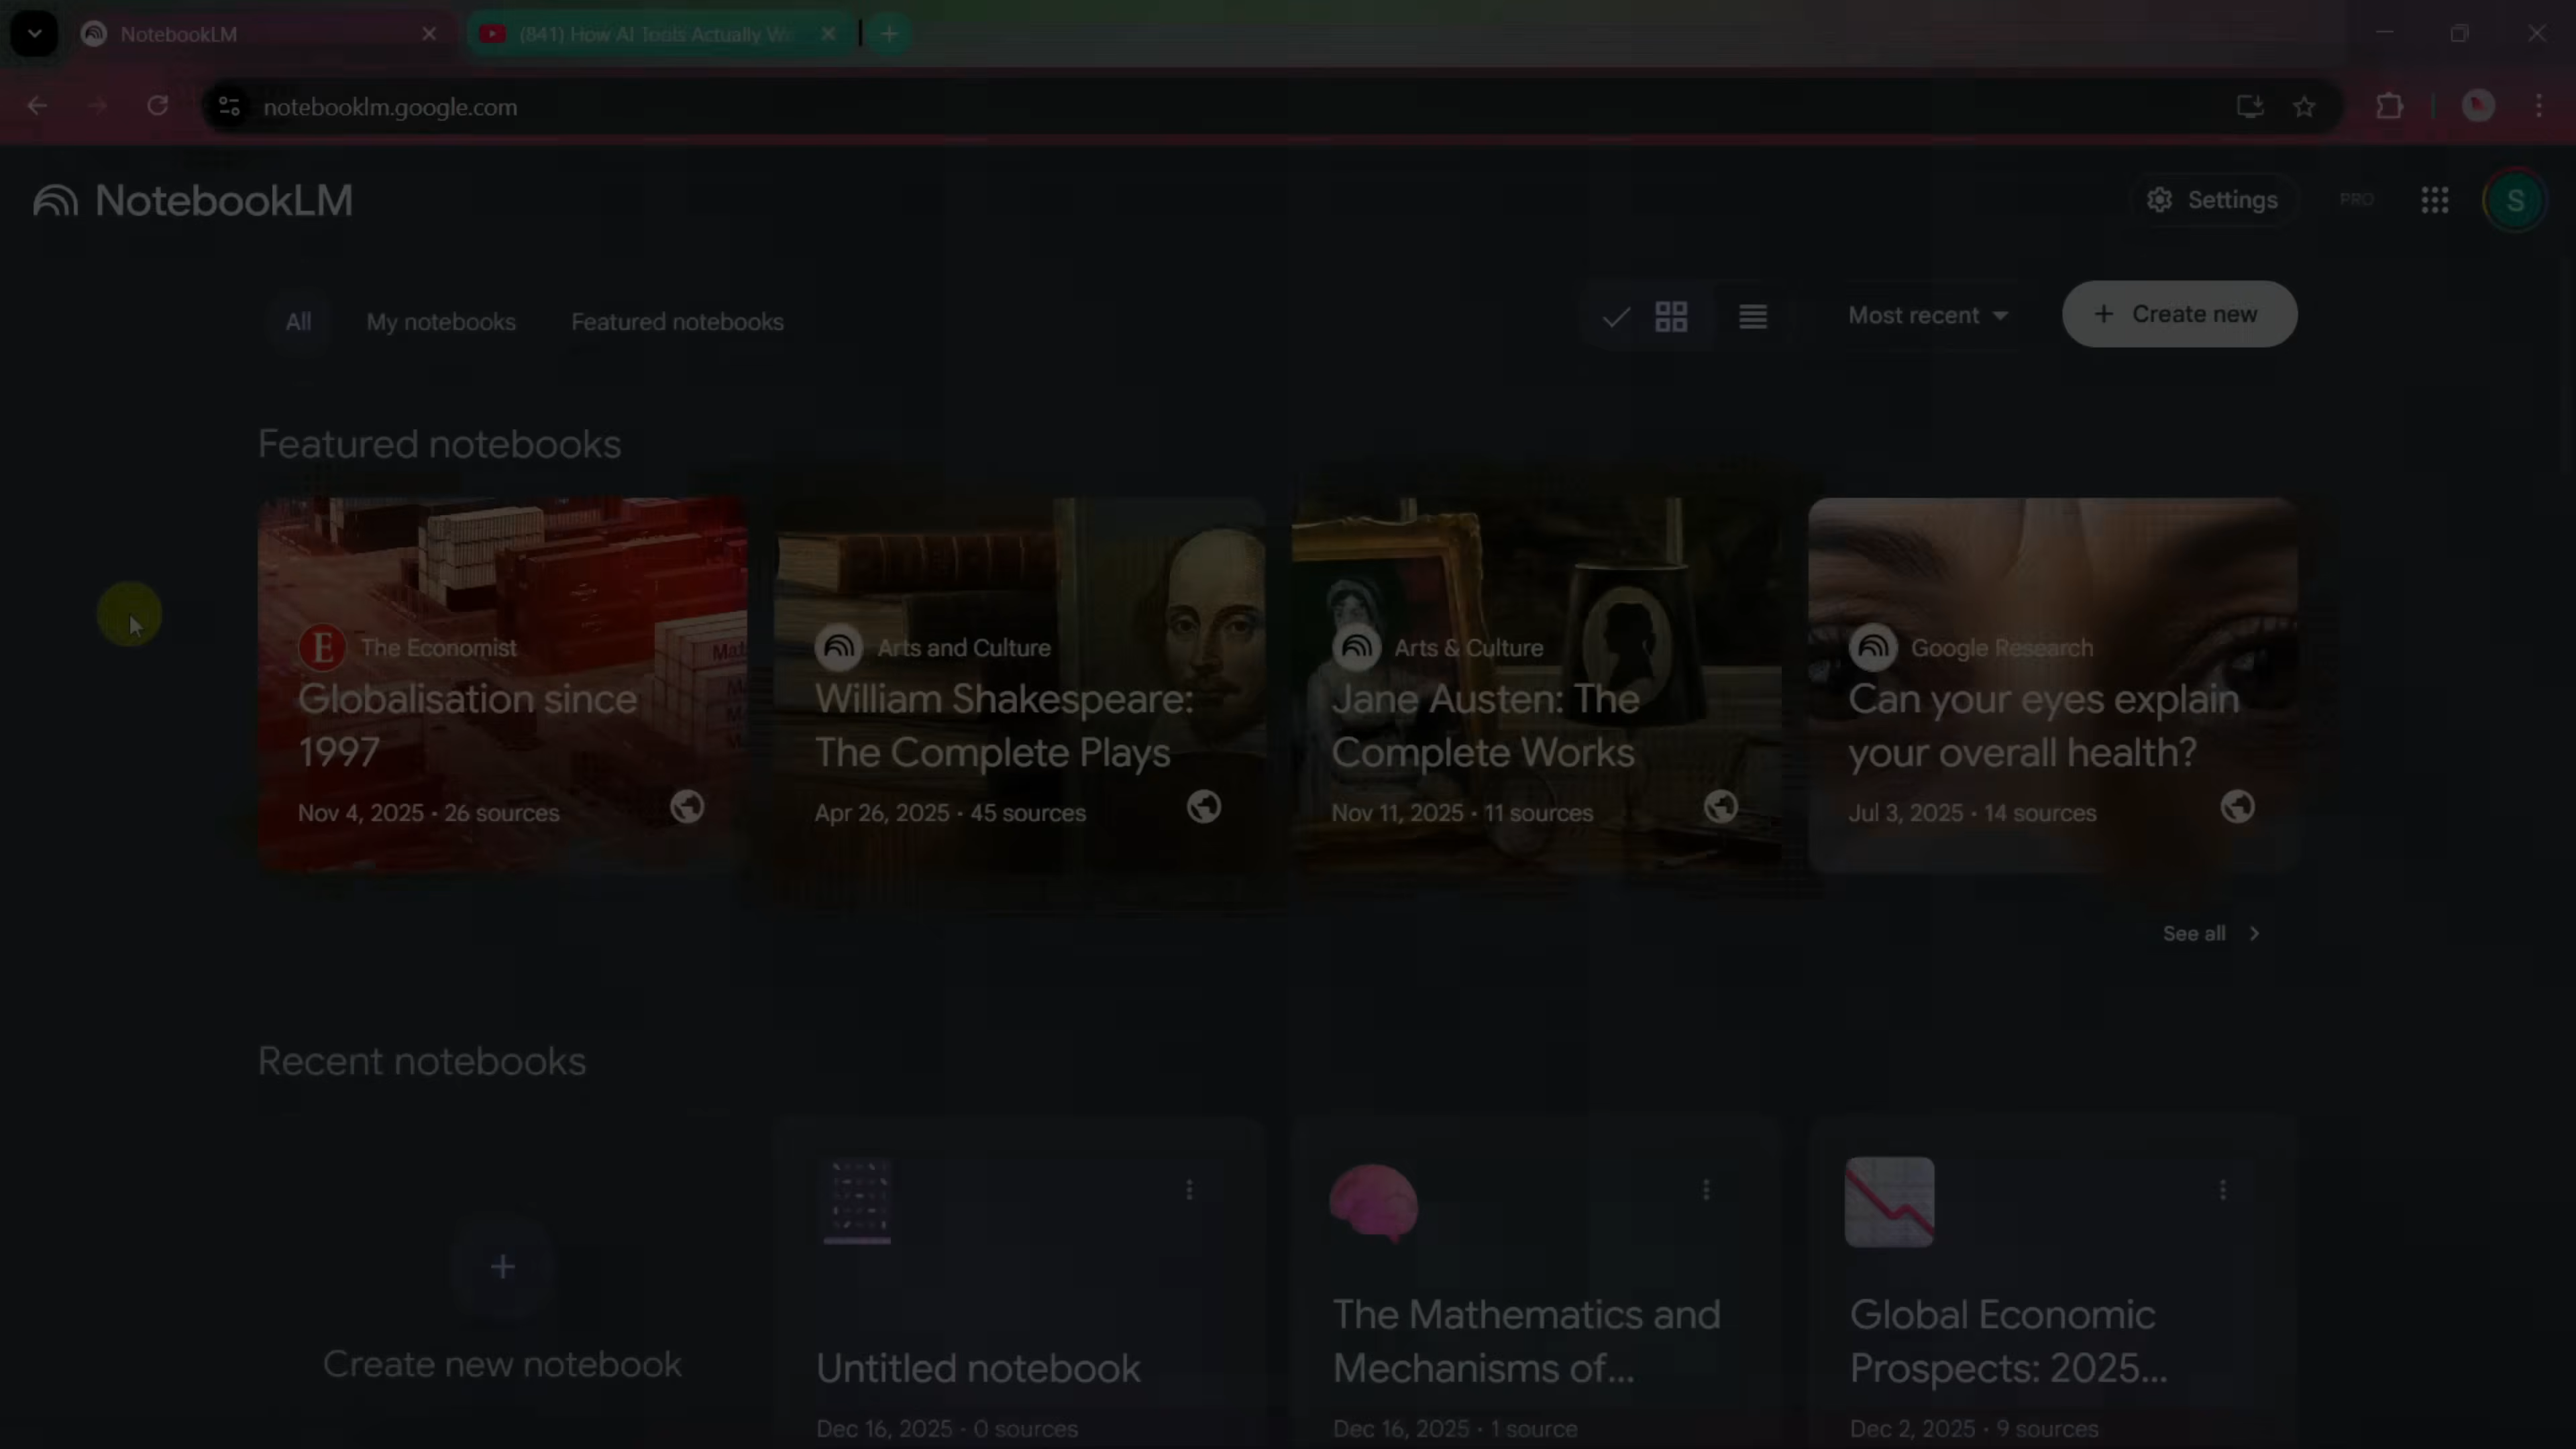 NotebookLM
(841) How AI Tools Actually Wo
notebooklm.google.com
NotebookLM
Settings
PRO
S
All
My notebooks
Featured notebooks
Most recent
Create new
Featured notebooks
E The Economist
Globalisation since
1997
Nov 4, 2025 · 26 sources
Arts and Culture
William Shakespeare:
The Complete Plays
Apr 26, 2025 · 45 sources
Arts & Culture
Jane Austen: The
Complete Works
Nov 11, 2025 · 11 sources
Google Research
Can your eyes explain
your overall health?
Jul 3, 2025 · 14 sources
See all
Recent notebooks
Create new notebook
Untitled notebook
Dec 16, 2025 · 0 sources
The Mathematics and
Mechanisms of...
Dec 16, 2025 · 1 source
Global Economic
Prospects: 2025...
Dec 2, 2025 · 9 sources